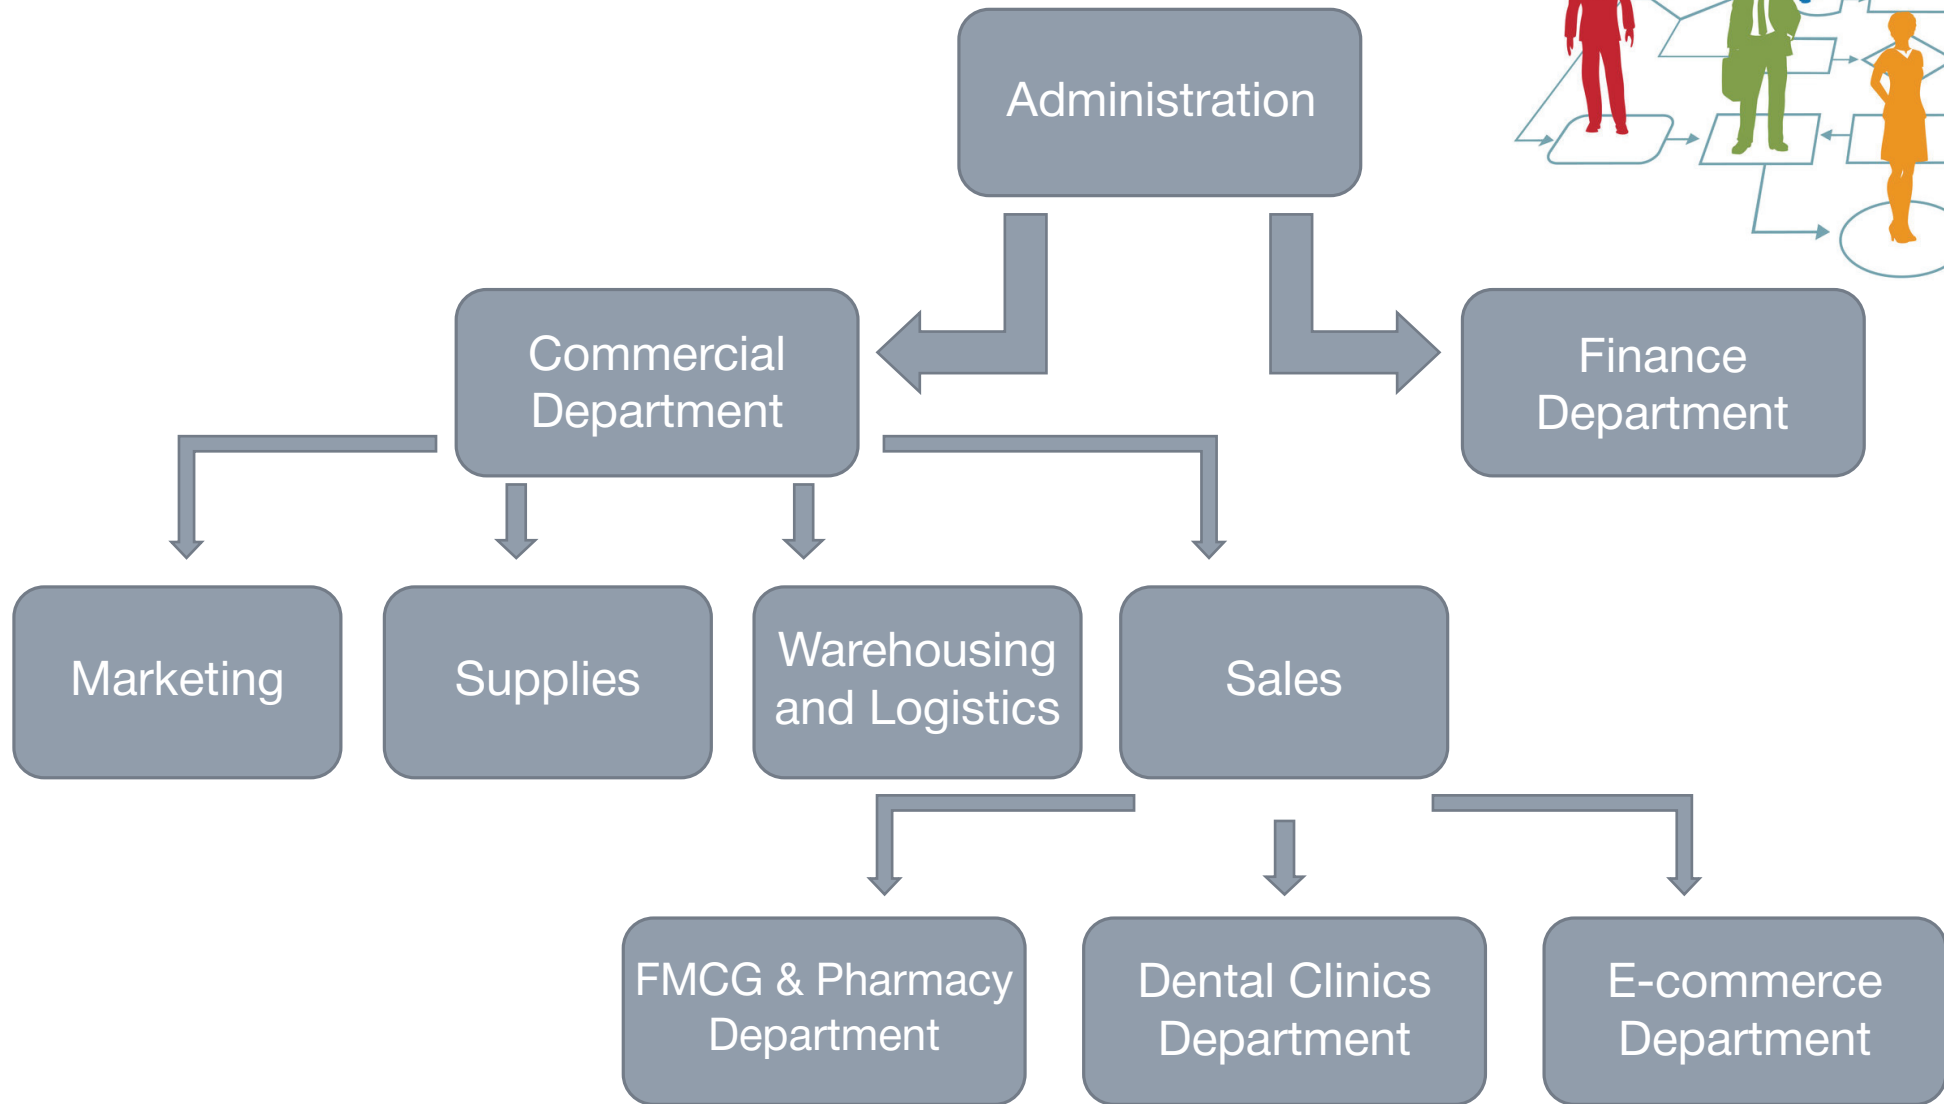 Administration
Commercial
Department
Finance
Department
Marketing
Supplies
Warehousing
and Logistics
Sales
FMCG & Pharmacy
Department
Dental Clinics
Department
E-commerce
Department